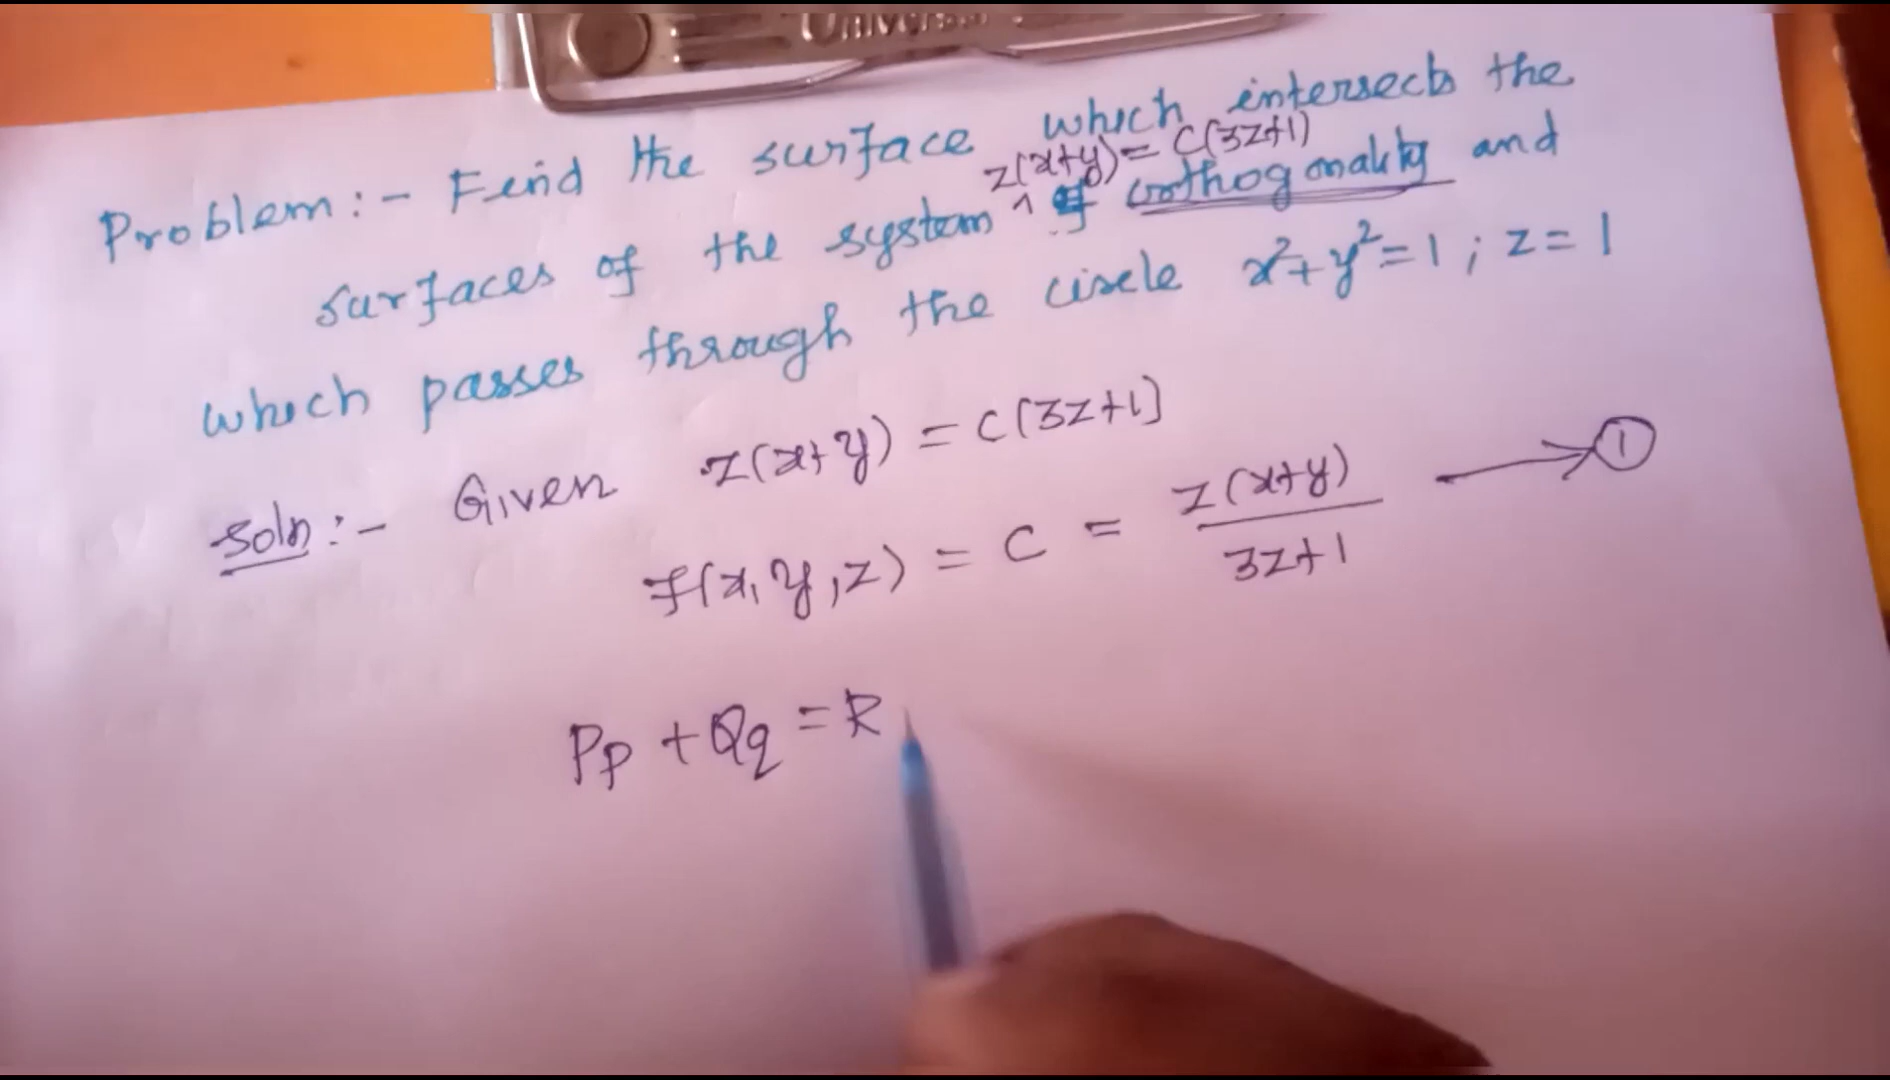 Problem :- Find the surface which intersects the
surfaces of the system ^ z(x+y) = C(3z+1) orthogonality and
which passes through the circle x²+y²=1 ; z=1
Soln :- Given z(x+y) = C(3z+1)
f(x,y,z) = C = z(x+y)/3z+1 → ①
Pp + Qq = R